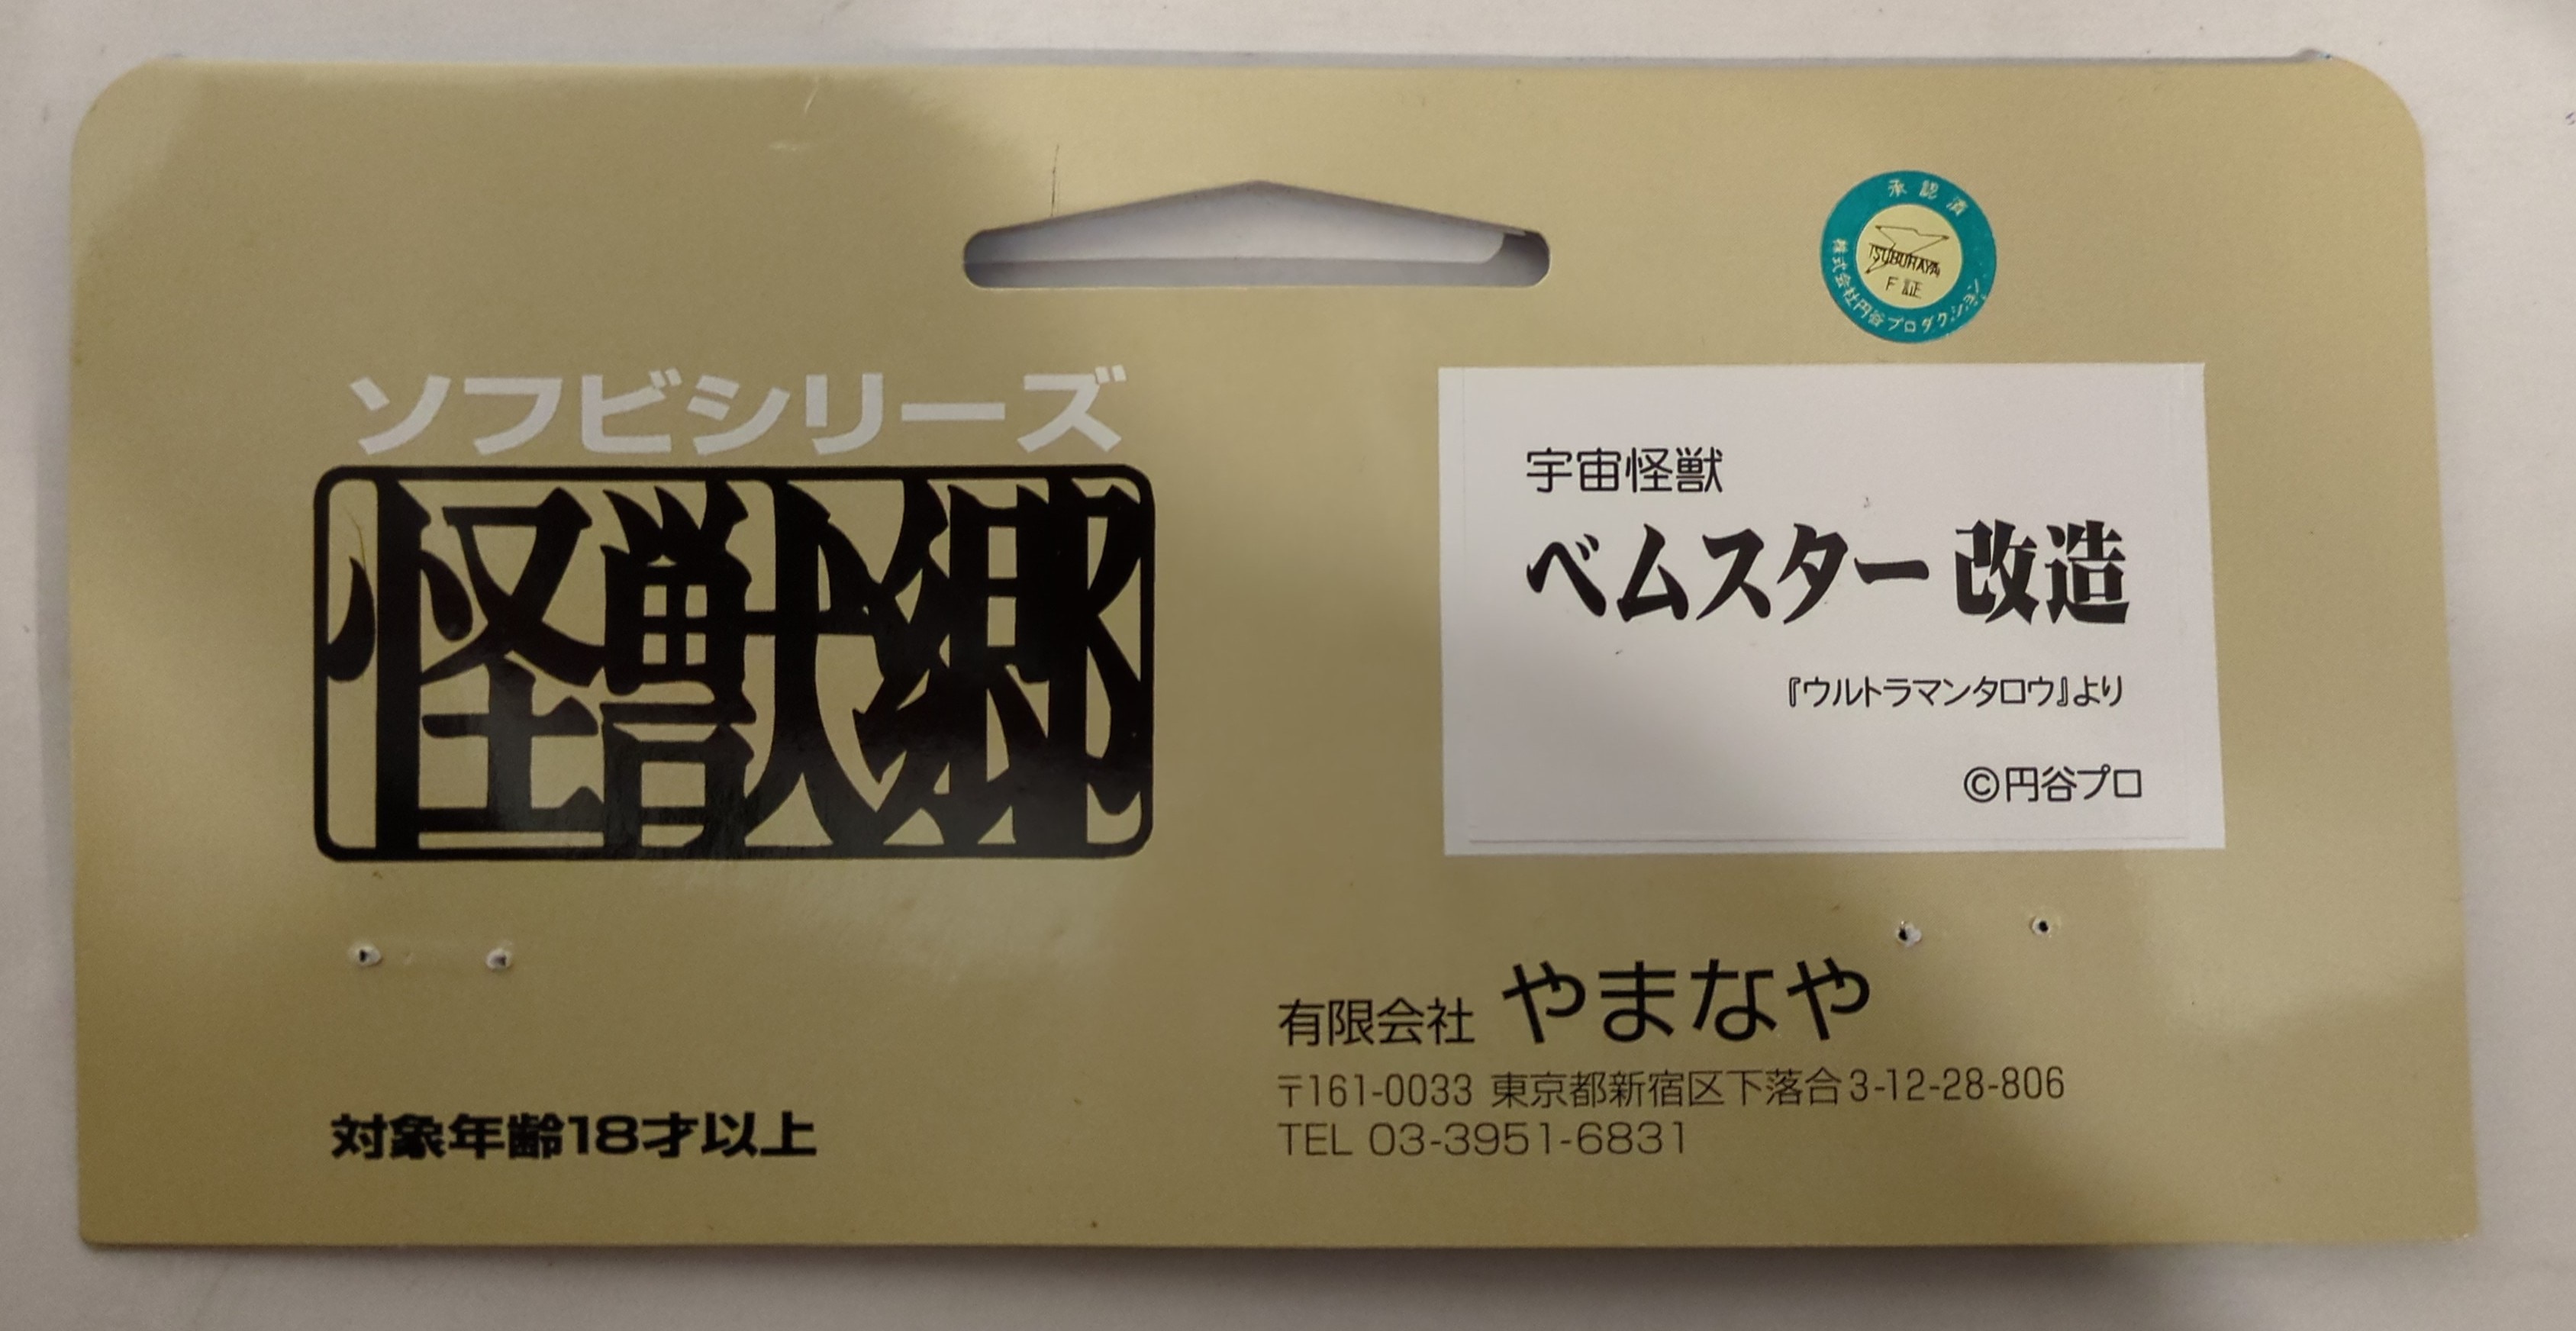 承認済
TSUBURAYA
F証
株式会社円谷プロダクション
ソフビシリーズ
怪獣郷
宇宙怪獣
ベムスター 改造
『ウルトラマンタロウ』より
©円谷プロ
有限会社 やまなや
〒161-0033 東京都新宿区下落合3-12-28-806
TEL 03-3951-6831
対象年齢18才以上